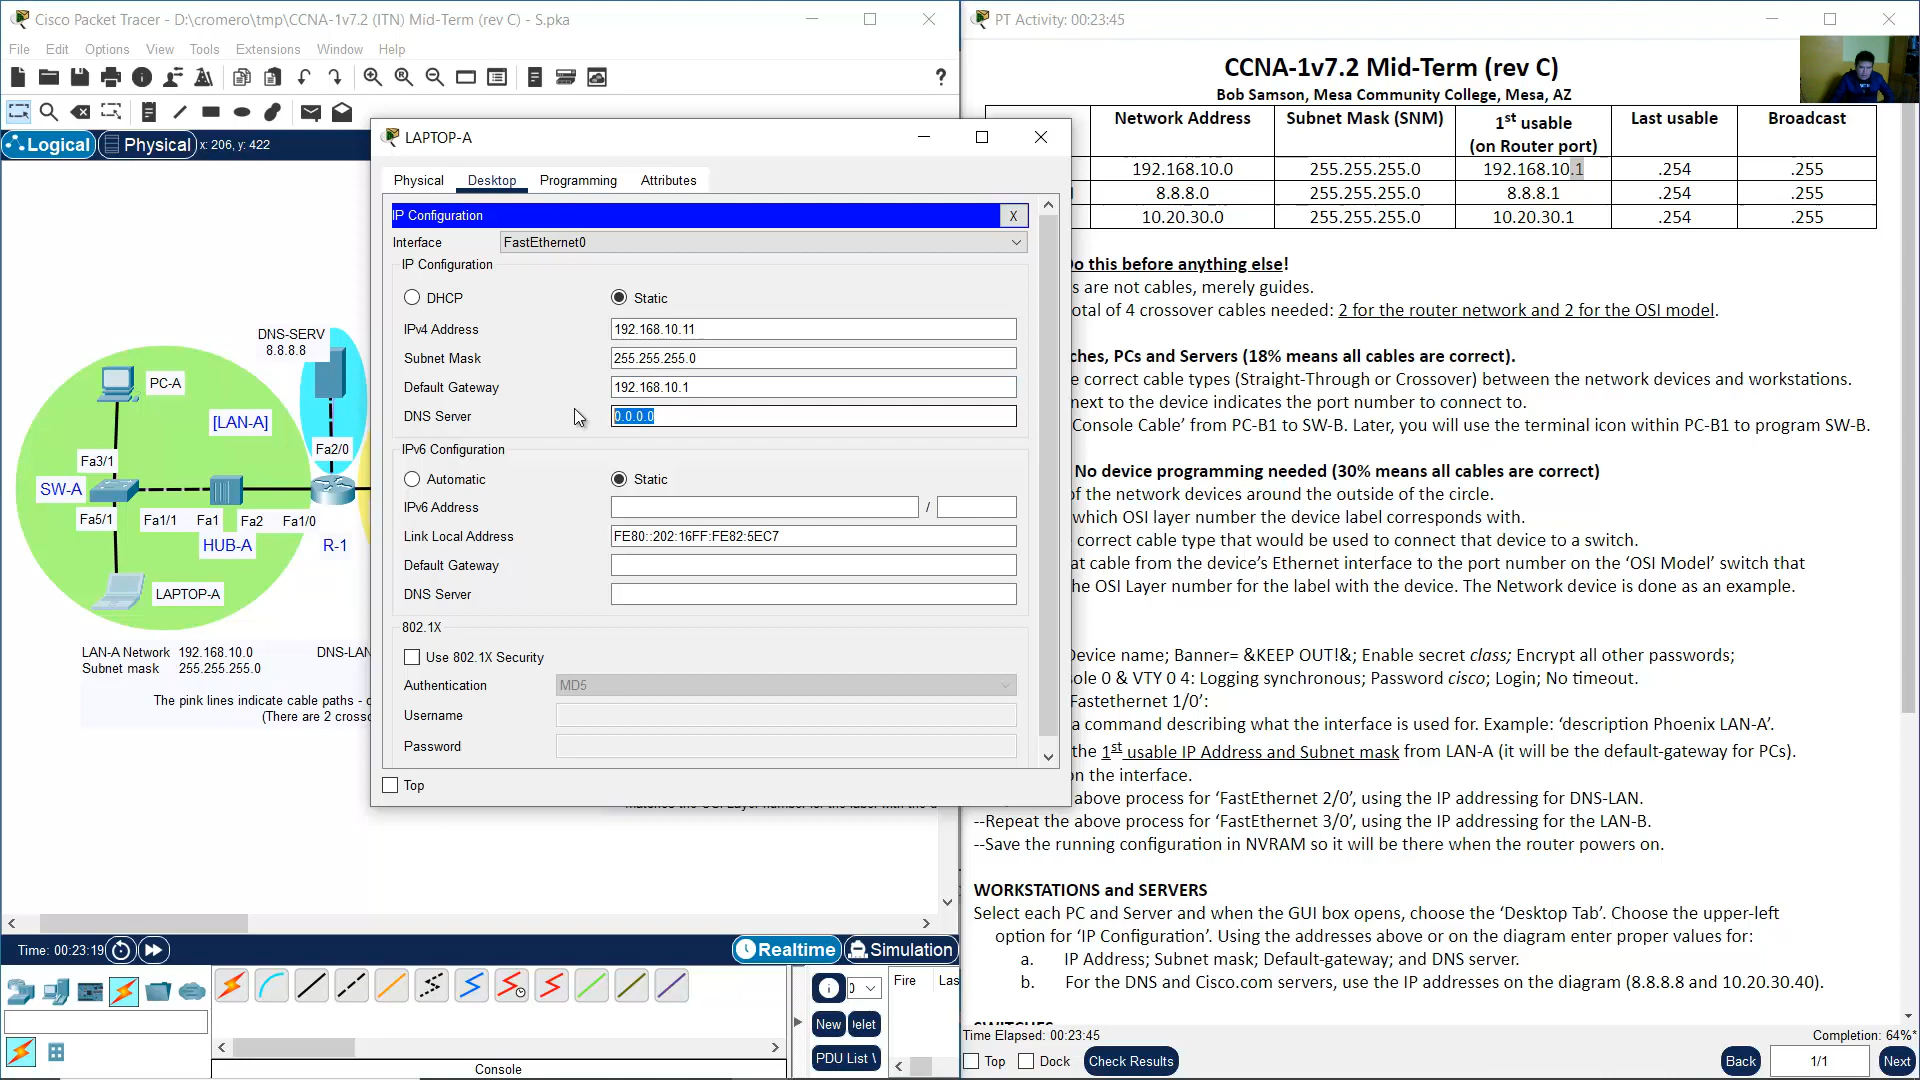 Cisco Packet Tracer - D:\cromero\tmp\CCNA-1v7.2 (ITN) Mid-Term (rev C) - S.pka
File Edit Options View Tools Extensions Window Help
Logical
Physical
x: 206, y: 422
DNS-SERV
8.8.8.8
PC-A
[LAN-A]
Fa3/1
Fa2/0
SW-A
Fa5/1
Fa1/1
Fa1
Fa2
Fa1/0
HUB-A
R-1
LAPTOP-A
LAN-A Network 192.168.10.0
DNS-LAN
Subnet mask 255.255.255.0
The pink lines indicate cable paths -
(There are 2 cross
LAPTOP-A
Physical Desktop Programming Attributes
IP Configuration
X
Interface FastEthernet0
IP Configuration
DHCP Static
IPv4 Address 192.168.10.11
Subnet Mask 255.255.255.0
Default Gateway 192.168.10.1
DNS Server 0.0.0.0
IPv6 Configuration
Automatic Static
IPv6 Address /
Link Local Address FE80::202:16FF:FE82:5EC7
Default Gateway
DNS Server
802.1X
Use 802.1X Security
Authentication MD5
Username
Password
Top
Time: 00:23:19
Realtime
Simulation
0
Fire Las
New elet
PDU List
Console
PT Activity: 00:23:45
CCNA-1v7.2 Mid-Term (rev C)
Bob Samson, Mesa Community College, Mesa, AZ
Network Address Subnet Mask (SNM) 1st usable (on Router port) Last usable Broadcast
192.168.10.0 255.255.255.0 192.168.10.1 .254 .255
8.8.8.0 255.255.255.0 8.8.8.1 .254 .255
10.20.30.0 255.255.255.0 10.20.30.1 .254 .255
o this before anything else!
s are not cables, merely guides.
otal of 4 crossover cables needed: 2 for the router network and 2 for the OSI model.
ches, PCs and Servers (18% means all cables are correct).
e correct cable types (Straight-Through or Crossover) between the network devices and workstations.
next to the device indicates the port number to connect to.
Console Cable’ from PC-B1 to SW-B. Later, you will use the terminal icon within PC-B1 to program SW-B.
No device programming needed (30% means all cables are correct)
of the network devices around the outside of the circle.
which OSI layer number the device label corresponds with.
correct cable type that would be used to connect that device to a switch.
at cable from the device’s Ethernet interface to the port number on the ‘OSI Model’ switch that
he OSI Layer number for the label with the device. The Network device is done as an example.
Device name; Banner= &KEEP OUT!&; Enable secret class; Encrypt all other passwords;
ole 0 & VTY 0 4: Logging synchronous; Password cisco; Login; No timeout.
Fastethernet 1/0’:
a command describing what the interface is used for. Example: ‘description Phoenix LAN-A’.
the 1st usable IP Address and Subnet mask from LAN-A (it will be the default-gateway for PCs).
on the interface.
above process for ‘FastEthernet 2/0’, using the IP addressing for DNS-LAN.
--Repeat the above process for ‘FastEthernet 3/0’, using the IP addressing for the LAN-B.
--Save the running configuration in NVRAM so it will be there when the router powers on.
WORKSTATIONS and SERVERS
Select each PC and Server and when the GUI box opens, choose the ‘Desktop Tab’. Choose the upper-left
option for ‘IP Configuration’. Using the addresses above or on the diagram enter proper values for:
a. IP Address; Subnet mask; Default-gateway; and DNS server.
b. For the DNS and Cisco.com servers, use the IP addresses on the diagram (8.8.8.8 and 10.20.30.40).
Time Elapsed: 00:23:45
Completion: 64%*
Top Dock Check Results
Back 1/1 Next